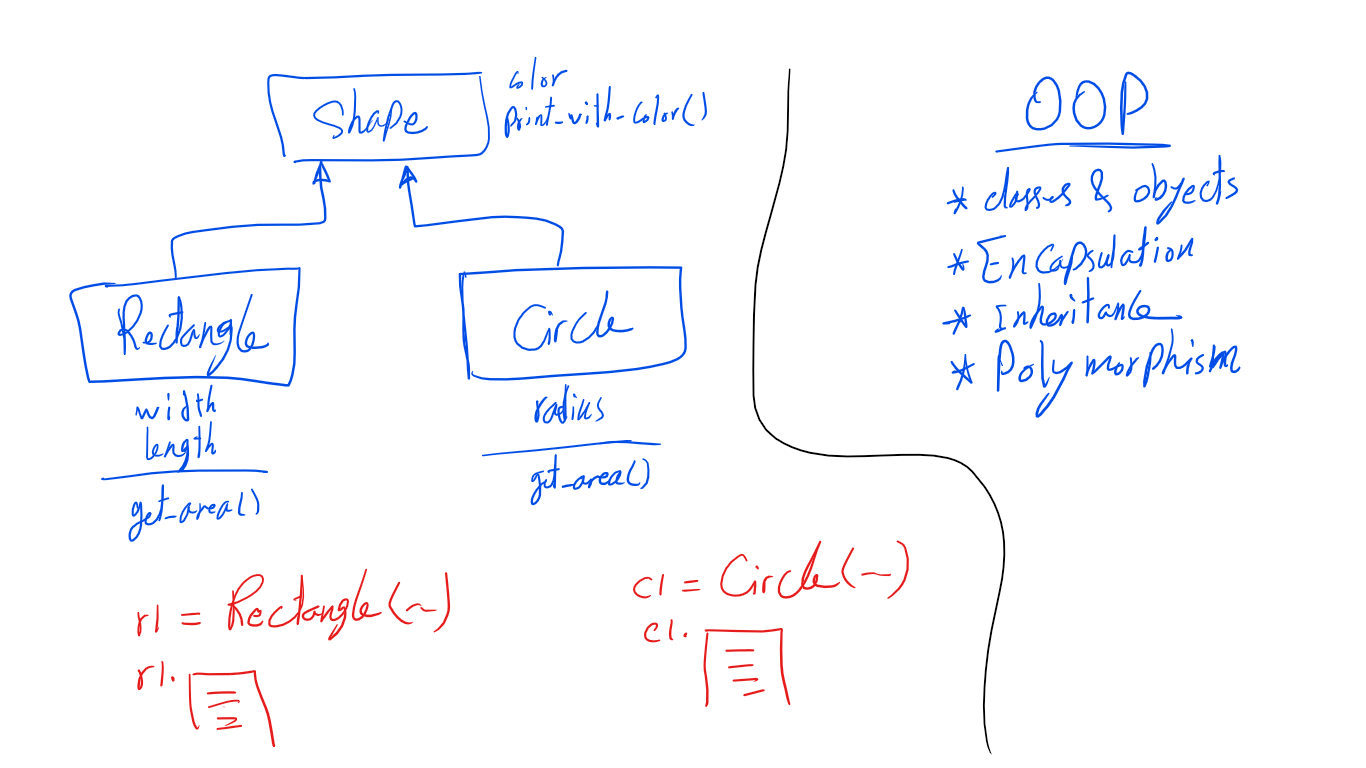 Shape
color
Print_with_Color()
Rectangle
width
length
get_area()
Circle
radius
get_area()
r1 = Rectangle(~)
r1.
c1 = Circle(~)
c1.
OOP
* classes & objects
* Encapsulation
* Inheritance
* Polymorphism